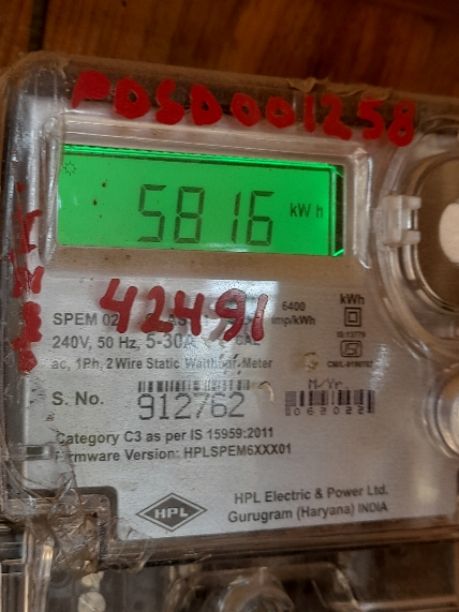 PDSD001258
5816 kWh
42491
SPEM 02
6400 imp/kWh
kWh
240V, 50 Hz, 5-30A
IS:13779
ac, 1Ph, 2 Wire Static Watthour Meter
M/Yr.
S. No. 912762
Category C3 as per IS 15959:2011
Firmware Version: HPLSPEM6XXX01
HPL
HPL Electric & Power Ltd.
Gurugram (Haryana) INDIA